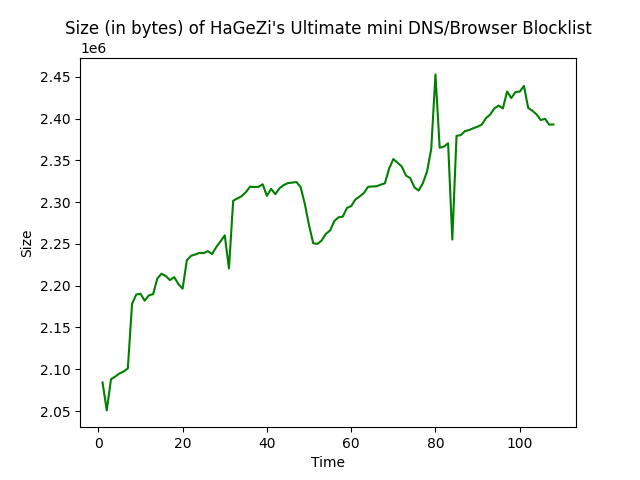 Size (in bytes) of HaGeZi's Ultimate mini DNS/Browser Blocklist
1e6
2.45
2.40
2.35
2.30
2.25
2.20
2.15
2.10
2.05
Size
0 20 40 60 80 100
Time